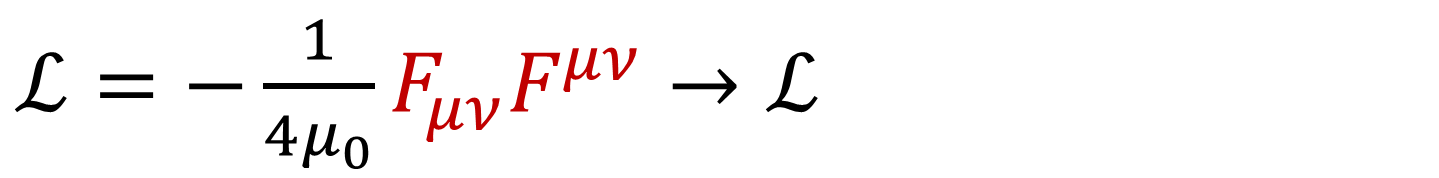 ℒ = − 1/4μ₀ F_μν F^μν → ℒ